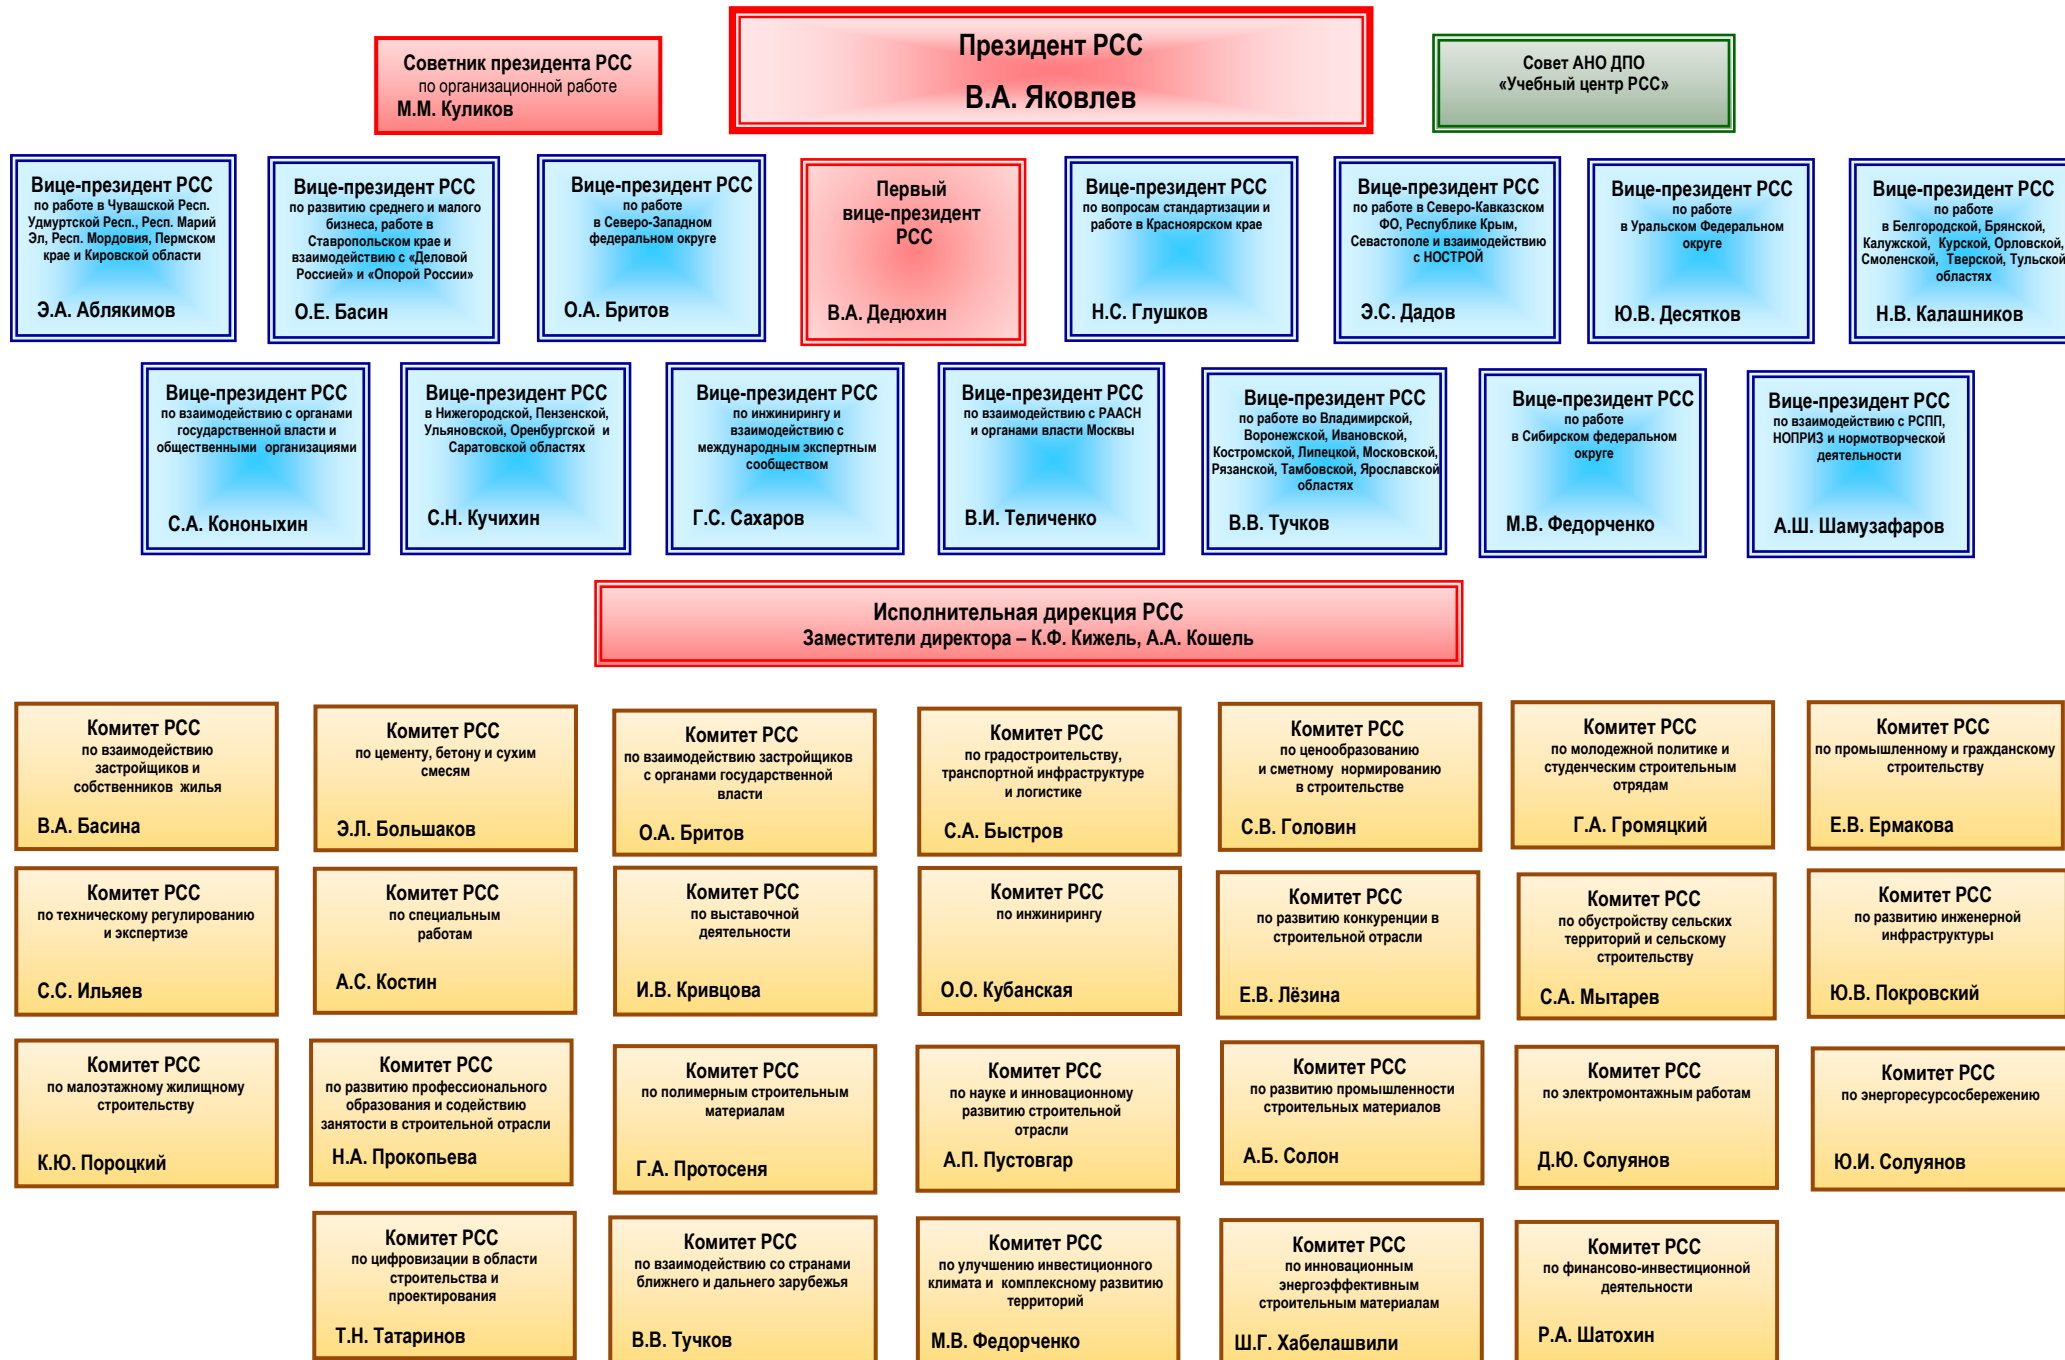 Советник президента РСС
по организационной работе
М.М. Куликов
Президент РСС
В.А. Яковлев
Совет АНО ДПО
«Учебный центр РСС»
Вице-президент РСС
по работе в Чувашской Респ.
Удмуртской Респ., Респ. Марий
Эл, Респ. Мордовия, Пермском
крае и Кировской области
Э.А. Аблякимов
Вице-президент РСС
по развитию среднего и малого
бизнеса, работе в
Ставропольском крае и
взаимодействию с «Деловой
Россией» и «Опорой России»
О.Е. Басин
Вице-президент РСС
по работе
в Северо-Западном
федеральном округе
О.А. Бритов
Первый
вице-президент
РСС
В.А. Дедюхин
Вице-президент РСС
по вопросам стандартизации и
работе в Красноярском крае
Н.С. Глушков
Вице-президент РСС
по работе в Северо-Кавказском
ФО, Республике Крым,
Севастополе и взаимодействию
с НОСТРОЙ
Э.С. Дадов
Вице-президент РСС
по работе
в Уральском Федеральном
округе
Ю.В. Десятков
Вице-президент РСС
по работе
в Белгородской, Брянской,
Калужской, Курской, Орловской,
Смоленской, Тверской, Тульской
областях
Н.В. Калашников
Вице-президент РСС
по взаимодействию с органами
государственной власти и
общественными организациями
С.А. Кононыхин
Вице-президент РСС
в Нижегородской, Пензенской,
Ульяновской, Оренбургской и
Саратовской областях
С.Н. Кучихин
Вице-президент РСС
по инжинирингу и
взаимодействию с
международным экспертным
сообществом
Г.С. Сахаров
Вице-президент РСС
по взаимодействию с РААСН
и органами власти Москвы
В.И. Теличенко
Вице-президент РСС
по работе во Владимирской,
Воронежской, Ивановской,
Костромской, Липецкой, Московской,
Рязанской, Тамбовской, Ярославской
областях
В.В. Тучков
Вице-президент РСС
по работе
в Сибирском федеральном
округе
М.В. Федорченко
Вице-президент РСС
по взаимодействию с РСПП,
НОПРИЗ и нормотворческой
деятельности
А.Ш. Шамузафаров
Исполнительная дирекция РСС
Заместители директора – К.Ф. Кижель, А.А. Кошель
Комитет РСС
по взаимодействию
застройщиков и
собственников жилья
В.А. Басина
Комитет РСС
по цементу, бетону и сухим
смесям
Э.Л. Большаков
Комитет РСС
по взаимодействию застройщиков
с органами государственной
власти
О.А. Бритов
Комитет РСС
по градостроительству,
транспортной инфраструктуре
и логистике
С.А. Быстров
Комитет РСС
по ценообразованию
и сметному нормированию
в строительстве
С.В. Головин
Комитет РСС
по молодежной политике и
студенческим строительным
отрядам
Г.А. Громяцкий
Комитет РСС
по промышленному и гражданскому
строительству
Е.В. Ермакова
Комитет РСС
по техническому регулированию
и экспертизе
С.С. Ильяев
Комитет РСС
по специальным
работам
А.С. Костин
Комитет РСС
по выставочной
деятельности
И.В. Кривцова
Комитет РСС
по инжинирингу
О.О. Кубанская
Комитет РСС
по развитию конкуренции в
строительной отрасли
Е.В. Лёзина
Комитет РСС
по обустройству сельских
территорий и сельскому
строительству
С.А. Мытарев
Комитет РСС
по развитию инженерной
инфраструктуры
Ю.В. Покровский
Комитет РСС
по малоэтажному жилищному
строительству
К.Ю. Пороцкий
Комитет РСС
по развитию профессионального
образования и содействию
занятости в строительной отрасли
Н.А. Прокопьева
Комитет РСС
по полимерным строительным
материалам
Г.А. Протосеня
Комитет РСС
по науке и инновационному
развитию строительной
отрасли
А.П. Пустовгар
Комитет РСС
по развитию промышленности
строительных материалов
А.Б. Солон
Комитет РСС
по электромонтажным работам
Д.Ю. Солуянов
Комитет РСС
по энергоресурсосбережению
Ю.И. Солуянов
Комитет РСС
по цифровизации в области
строительства и
проектирования
Т.Н. Татаринов
Комитет РСС
по взаимодействию со странами
ближнего и дальнего зарубежья
В.В. Тучков
Комитет РСС
по улучшению инвестиционного
климата и комплексному развитию
территорий
М.В. Федорченко
Комитет РСС
по инновационным
энергоэффективным
строительным материалам
Ш.Г. Хабелашвили
Комитет РСС
по финансово-инвестиционной
деятельности
Р.А. Шатохин